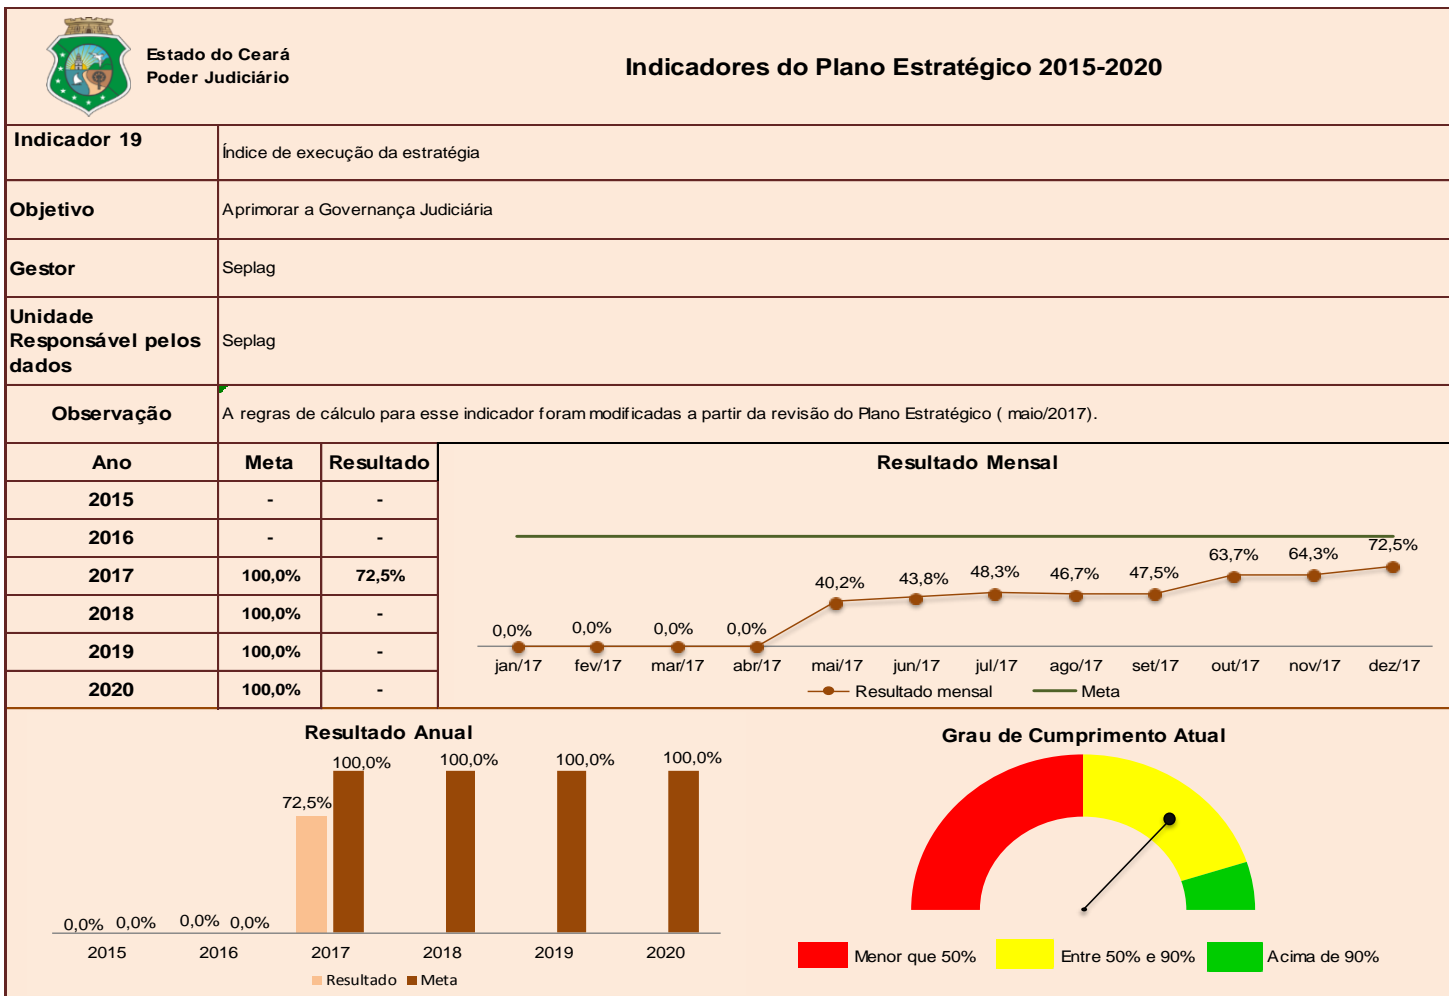 Estado do Ceará
Poder Judiciário
Indicadores do Plano Estratégico 2015-2020
Indicador 19
Índice de execução da estratégia
Objetivo
Aprimorar a Governança Judiciária
Gestor
Seplag
Unidade
Responsável pelos
dados
Seplag
Observação
A regras de cálculo para esse indicador foram modificadas a partir da revisão do Plano Estratégico ( maio/2017).
Ano Meta Resultado
2015 - -
2016 - -
2017 100,0% 72,5%
2018 100,0% -
2019 100,0% -
2020 100,0% -
Resultado Mensal
0,0% 0,0% 0,0% 0,0% 40,2% 43,8% 48,3% 46,7% 47,5% 63,7% 64,3% 72,5%
jan/17 fev/17 mar/17 abr/17 mai/17 jun/17 jul/17 ago/17 set/17 out/17 nov/17 dez/17
Resultado mensal Meta
Resultado Anual
0,0% 0,0% 0,0% 0,0% 72,5% 100,0% 100,0% 100,0% 100,0%
2015 2016 2017 2018 2019 2020
Resultado Meta
Grau de Cumprimento Atual
Menor que 50% Entre 50% e 90% Acima de 90%